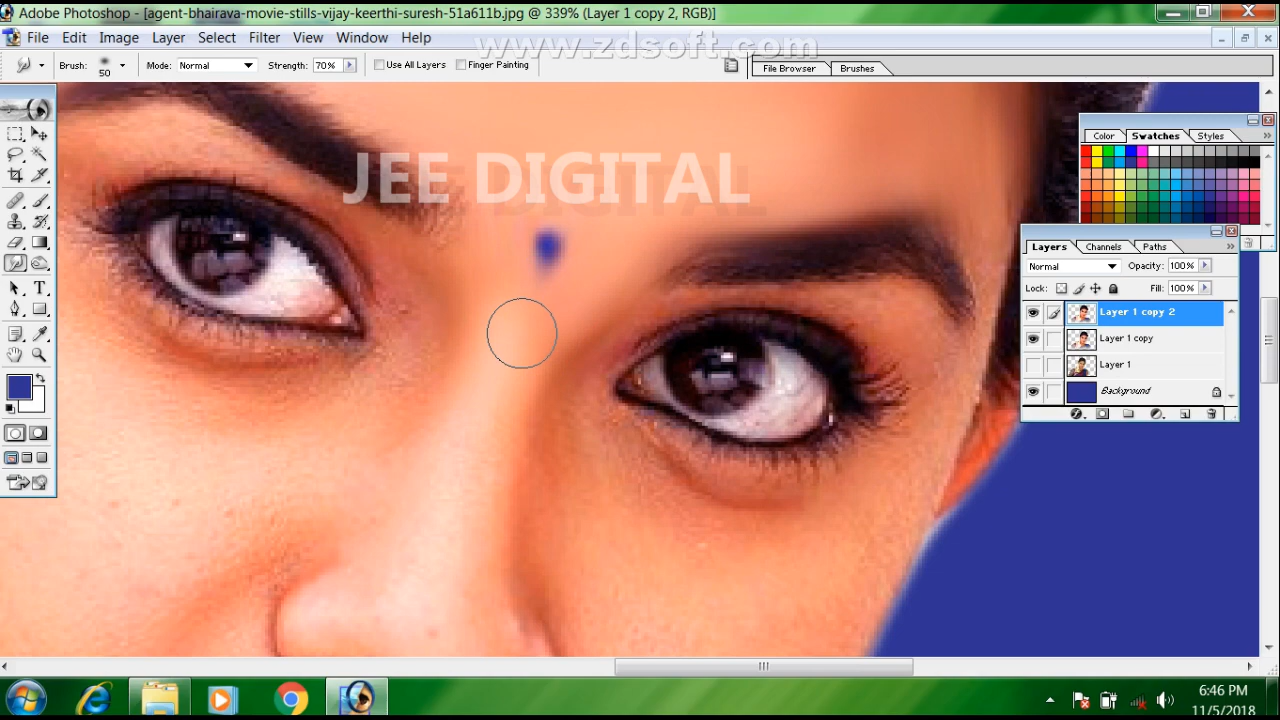 Adobe Photoshop - [agent-bhairava-movie-stills-vijay-keerthi-suresh-51a611b.jpg @ 339% (Layer 1 copy 2, RGB)]
File Edit Image Layer Select Filter View Window Help
www.zdsoft.com
Brush: 50 Mode: Normal Strength: 70% Use All Layers Finger Painting File Browser Brushes
Color Swatches Styles
JEE DIGITAL
Layers Channels Paths
Normal Opacity: 100%
Lock: Fill: 100%
Layer 1 copy 2
Layer 1 copy
Layer 1
Background
6:46 PM
11/5/2018